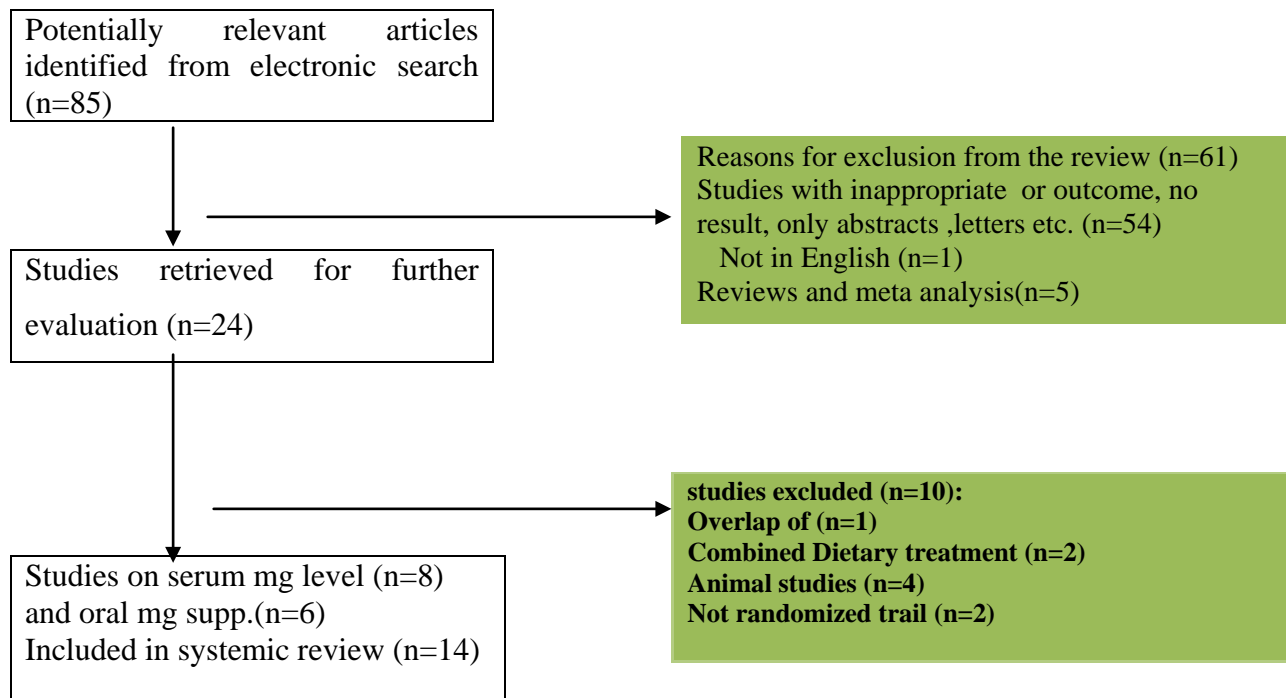 Potentially relevant articles
identified from electronic search
(n=85)
Reasons for exclusion from the review (n=61)
Studies with inappropriate or outcome, no
result, only abstracts ,letters etc. (n=54)
Not in English (n=1)
Reviews and meta analysis(n=5)
Studies retrieved for further
evaluation (n=24)
studies excluded (n=10):
Overlap of (n=1)
Combined Dietary treatment (n=2)
Animal studies (n=4)
Not randomized trail (n=2)
Studies on serum mg level (n=8)
and oral mg supp.(n=6)
Included in systemic review (n=14)